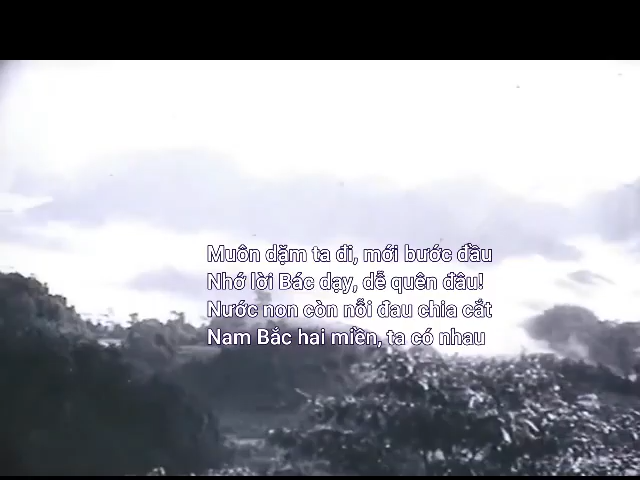 Muôn dặm ta đi, mới bước đầu
Nhớ lời Bác dạy, dễ quên đâu!
Nước non còn nỗi đau chia cắt
Nam Bắc hai miền, ta có nhau